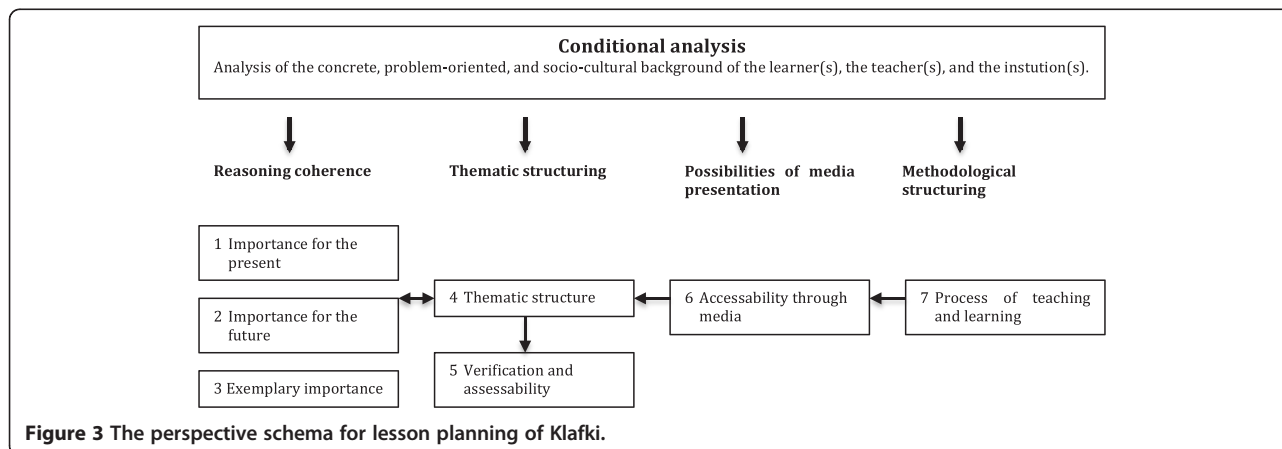 Conditional analysis
Analysis of the concrete, problem-oriented, and socio-cultural background of the learner(s), the teacher(s), and the instution(s).
Reasoning coherence
Thematic structuring
Possibilities of media
presentation
Methodological
structuring
1 Importance for the
present
2 Importance for the
future
3 Exemplary importance
4 Thematic structure
5 Verification and
assessability
6 Accessability through
media
7 Process of teaching
and learning
Figure 3 The perspective schema for lesson planning of Klafki.